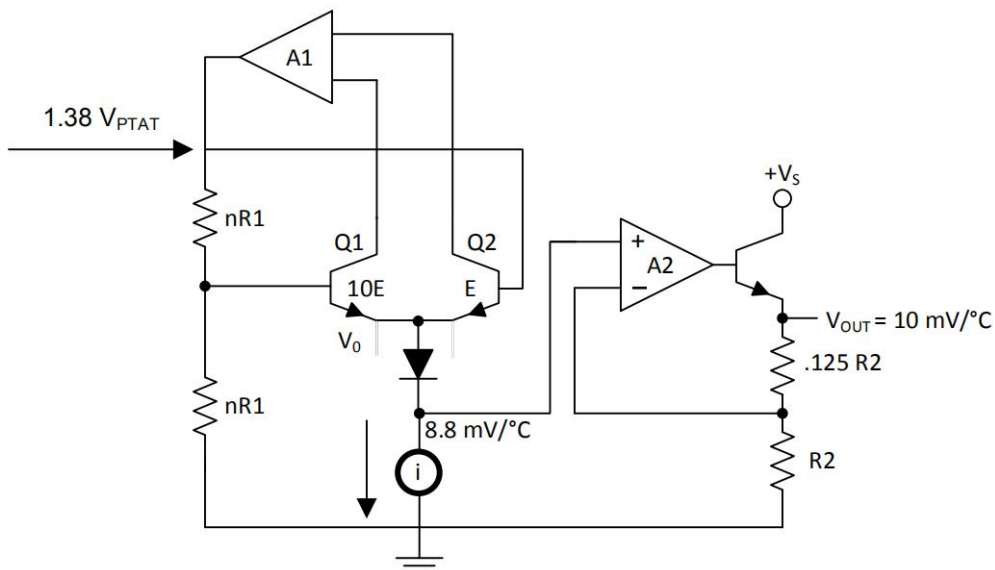 A1
1.38 V_PTAT
+V_S
nR1
Q1
Q2
+
A2
10E
E
−
V_OUT = 10 mV/°C
V_0
.125 R2
nR1
8.8 mV/°C
i
R2